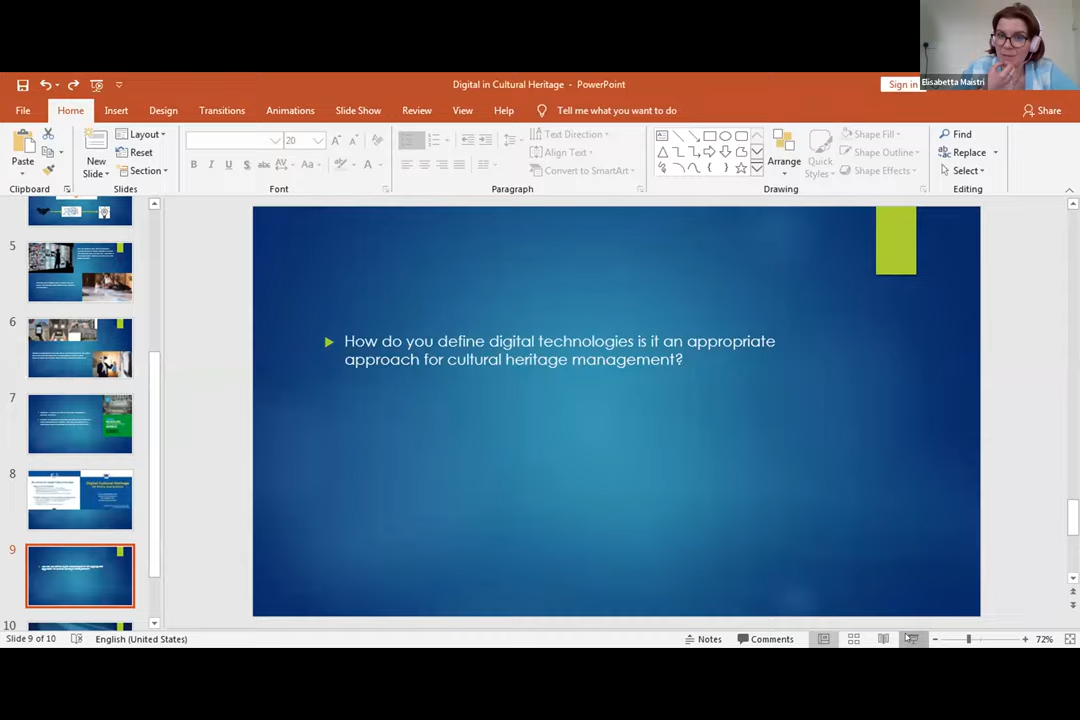 Elisabetta Maistri
Digital in Cultural Heritage - PowerPoint
Sign in
File Home Insert Design Transitions Animations Slide Show Review View Help Tell me what you want to do Share
Paste
New Slide
Layout
Reset
Section
20
Text Direction
Align Text
Convert to SmartArt
Arrange
Quick Styles
Shape Fill
Shape Outline
Shape Effects
Find
Replace
Select
Clipboard Slides Font Paragraph Drawing Editing
5
6
7
8
Digital Cultural Heritage
9
10
How do you define digital technologies is it an appropriate
approach for cultural heritage management?
Slide 9 of 10 English (United States) Notes Comments 72%